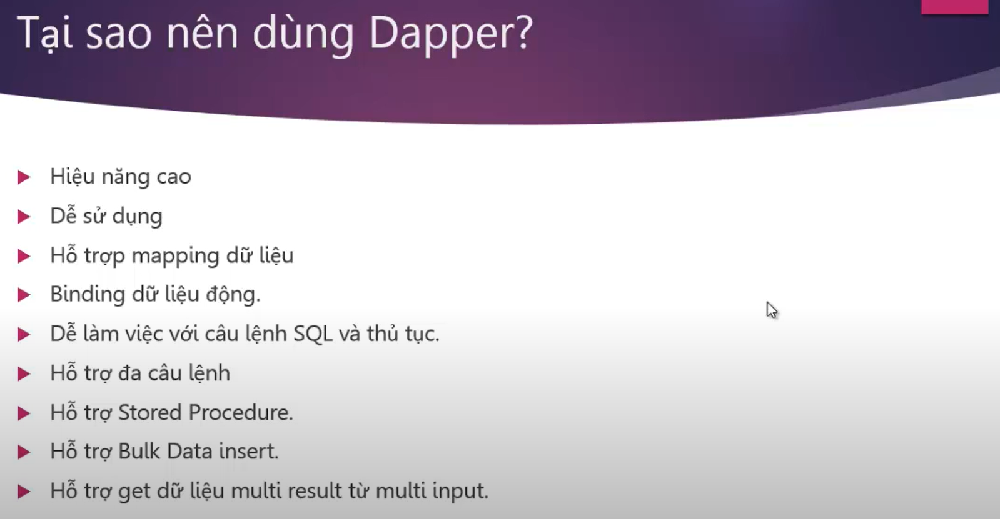 Tại sao nên dùng Dapper?
Hiệu năng cao
Dễ sử dụng
Hỗ trợp mapping dữ liệu
Binding dữ liệu động.
Dễ làm việc với câu lệnh SQL và thủ tục.
Hỗ trợ đa câu lệnh
Hỗ trợ Stored Procedure.
Hỗ trợ Bulk Data insert.
Hỗ trợ get dữ liệu multi result từ multi input.